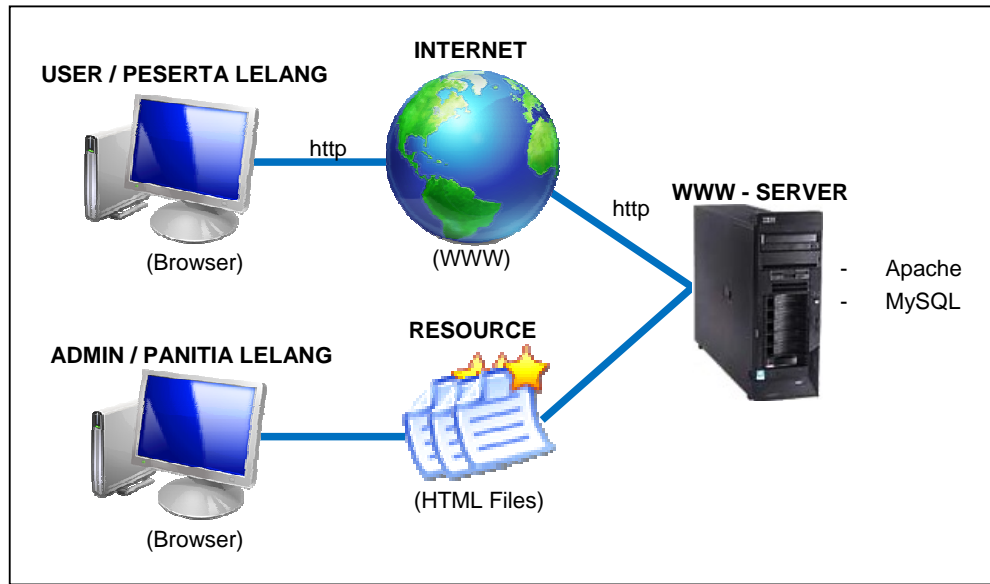 INTERNET
USER / PESERTA LELANG
http
(Browser)
(WWW)
http
WWW - SERVER
- Apache
- MySQL
RESOURCE
ADMIN / PANITIA LELANG
(HTML Files)
(Browser)